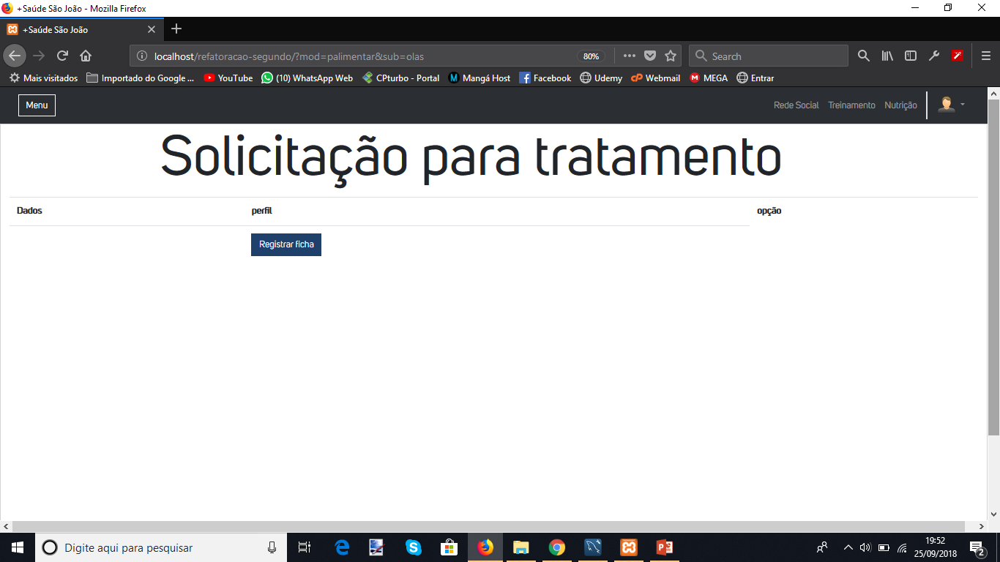 +Saúde São João - Mozilla Firefox
+Saúde São João
localhost/refatoracao-segundo/?mod=palimentar&sub=olas
80%
Search
Mais visitados
Importado do Google ...
YouTube
(10) WhatsApp Web
CPturbo - Portal
Mangá Host
Facebook
Udemy
Webmail
MEGA
Entrar
Menu
Rede Social
Treinamento
Nutrição
Solicitação para tratamento
Dados
perfil
opção
Registrar ficha
Digite aqui para pesquisar
19:52
25/09/2018
2